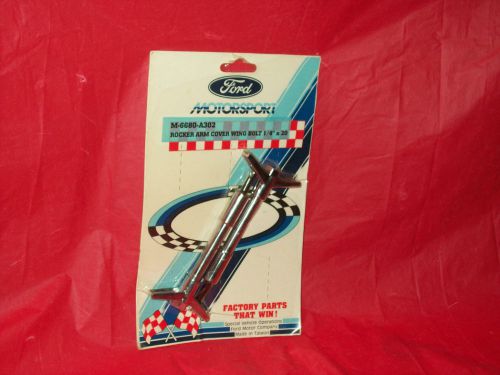 Ford
MOTORSPORT
M-6680-A302
ROCKER ARM COVER WING BOLT 1/4" x 20
FACTORY PARTS
THAT WIN!
Special Vehicle Operations
Ford Motor Company
Made in Taiwan